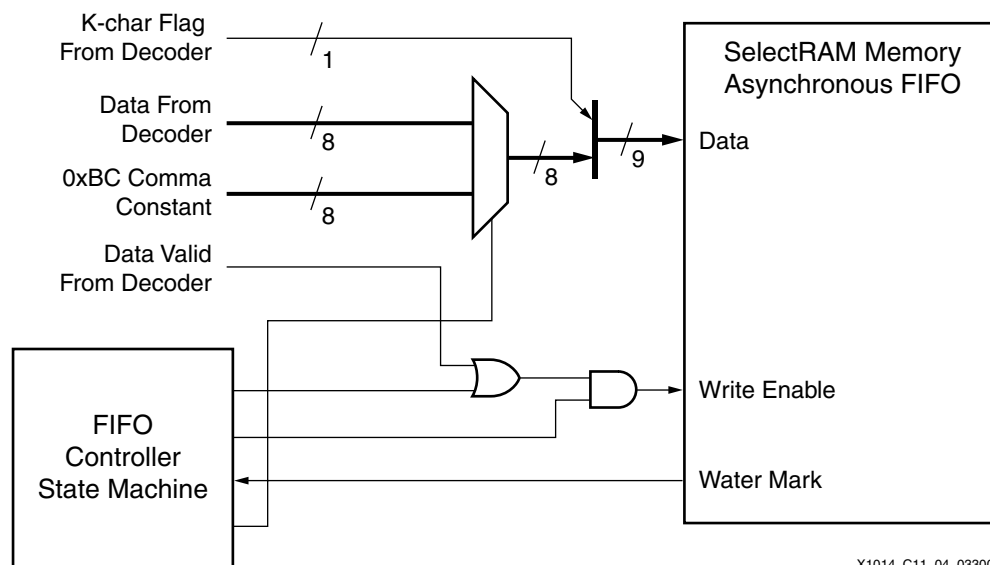 K-char Flag
From Decoder
1
SelectRAM Memory
Asynchronous FIFO
Data From
Decoder
8
8
9
Data
0xBC Comma
Constant
8
Data Valid
From Decoder
FIFO
Controller
State Machine
Write Enable
Water Mark